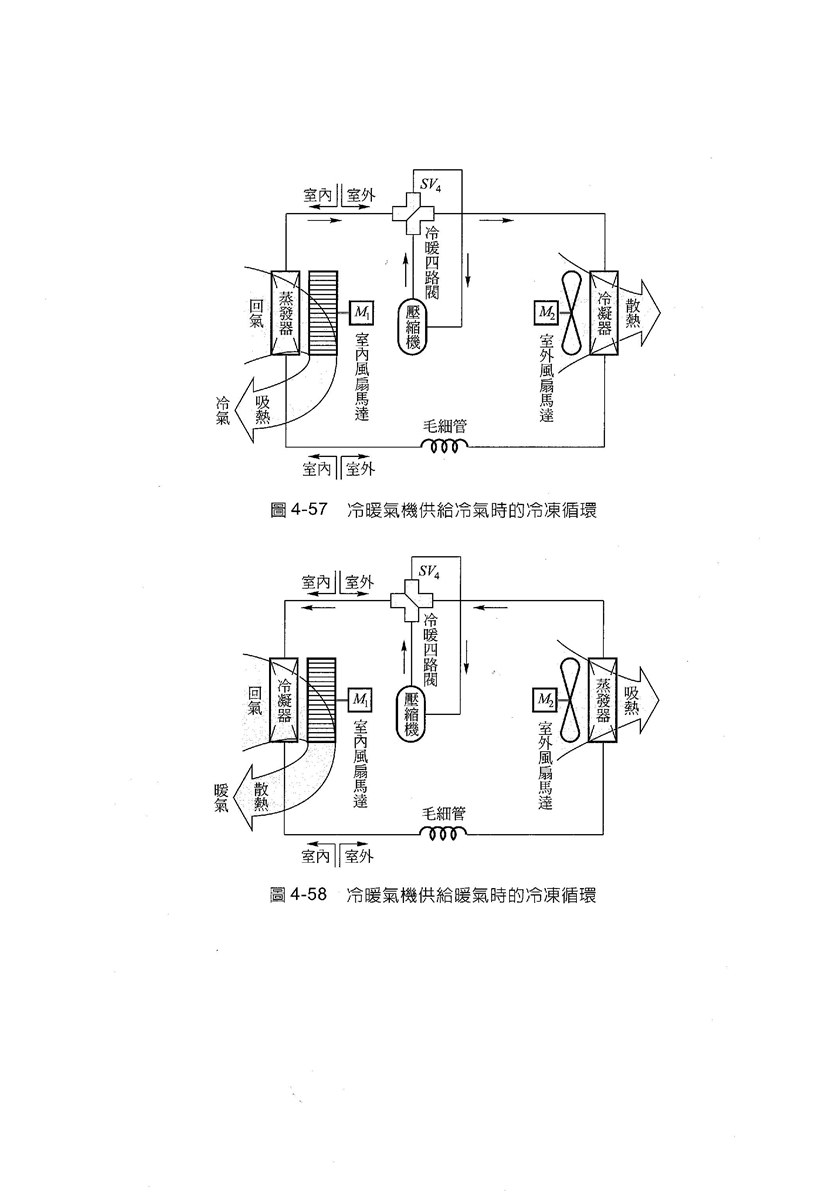 SV4
室內 室外
冷暖四路閥
回氣
蒸發器
M1
壓縮機
M2
冷凝器
散熱
室內風扇馬達
室外風扇馬達
冷氣
吸熱
毛細管
室內 室外
圖 4-57 冷暖氣機供給冷氣時的冷凍循環
SV4
室內 室外
冷暖四路閥
回氣
冷凝器
M1
壓縮機
M2
蒸發器
吸熱
室內風扇馬達
室外風扇馬達
暖氣
散熱
毛細管
室內 室外
圖 4-58 冷暖氣機供給暖氣時的冷凍循環